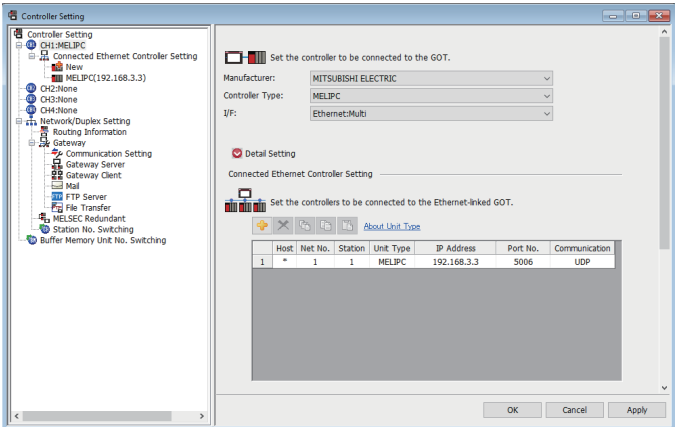 Controller Setting
Controller Setting
CH1:MELIPC
Connected Ethernet Controller Setting
New
MELIPC(192.168.3.3)
CH2:None
CH3:None
CH4:None
Network/Duplex Setting
Routing Information
Gateway
Communication Setting
Gateway Server
Gateway Client
Mail
FTP Server
File Transfer
MELSEC Redundant
Station No. Switching
Buffer Memory Unit No. Switching
Set the controller to be connected to the GOT.
Manufacturer: MITSUBISHI ELECTRIC
Controller Type: MELIPC
I/F: Ethernet:Multi
Detail Setting
Connected Ethernet Controller Setting
Set the controllers to be connected to the Ethernet-linked GOT.
About Unit Type
Host Net No. Station Unit Type IP Address Port No. Communication
1 * 1 1 MELIPC 192.168.3.3 5006 UDP
OK Cancel Apply